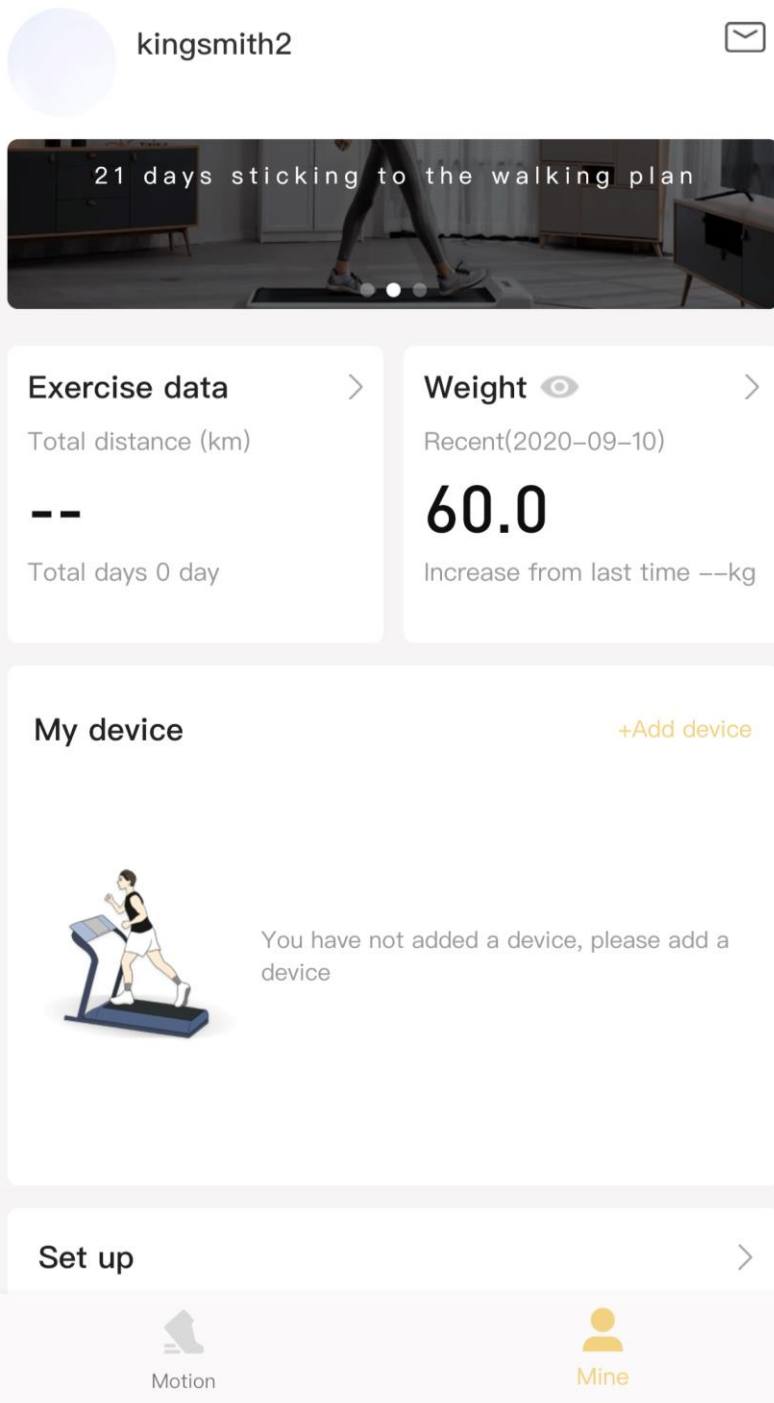 kingsmith2
21 days sticking to the walking plan
Exercise data
Total distance (km)
--
Total days 0 day
Weight
Recent(2020-09-10)
60.0
Increase from last time --kg
My device
+Add device
You have not added a device, please add a
device
Set up
Motion
Mine